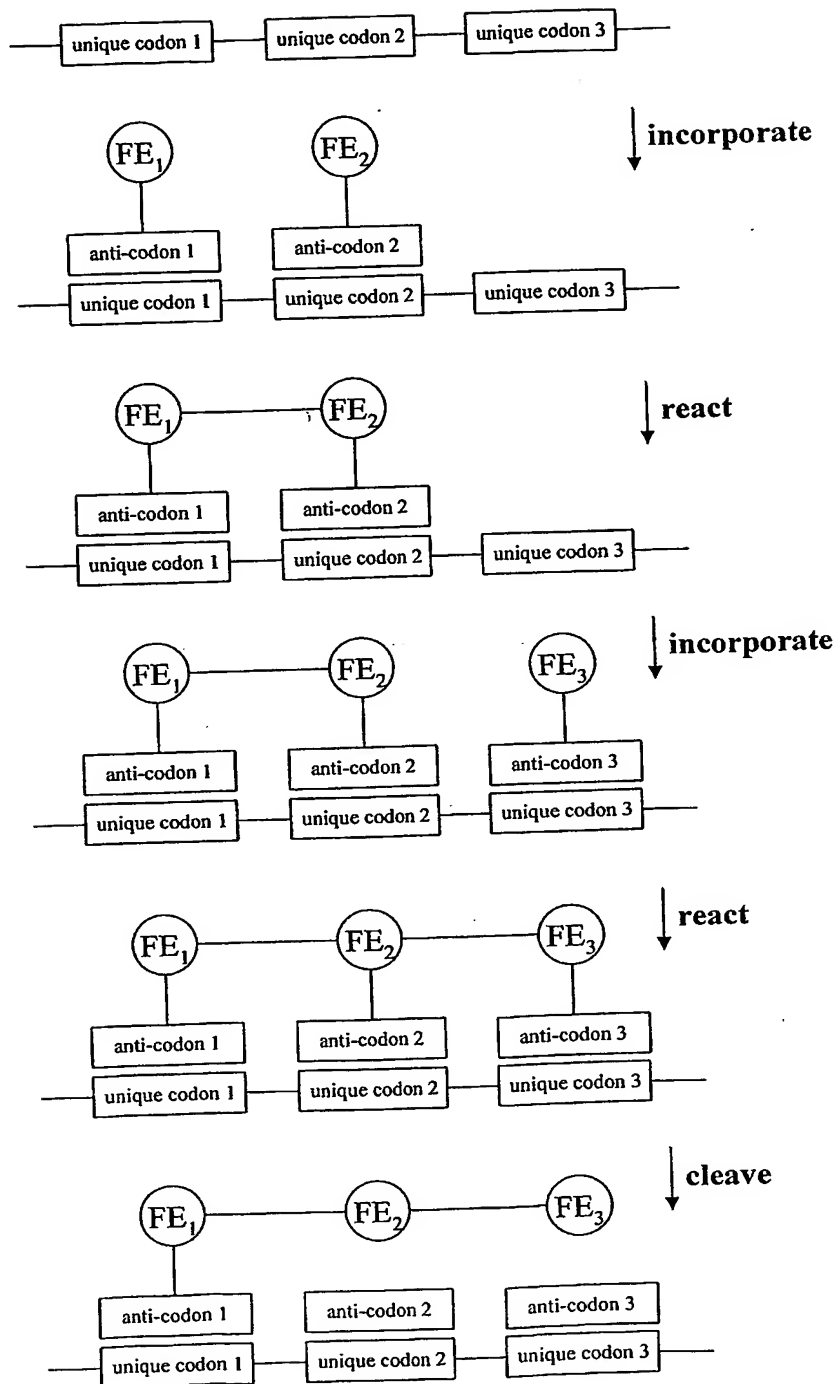 unique codon 1 unique codon 2 unique codon 3
incorporate
FE₁ FE₂
anti-codon 1 anti-codon 2
unique codon 1 unique codon 2 unique codon 3
react
FE₁ FE₂
anti-codon 1 anti-codon 2
unique codon 1 unique codon 2 unique codon 3
incorporate
FE₁ FE₂ FE₃
anti-codon 1 anti-codon 2 anti-codon 3
unique codon 1 unique codon 2 unique codon 3
react
FE₁ FE₂ FE₃
anti-codon 1 anti-codon 2 anti-codon 3
unique codon 1 unique codon 2 unique codon 3
cleave
FE₁ FE₂ FE₃
anti-codon 1 anti-codon 2 anti-codon 3
unique codon 1 unique codon 2 unique codon 3